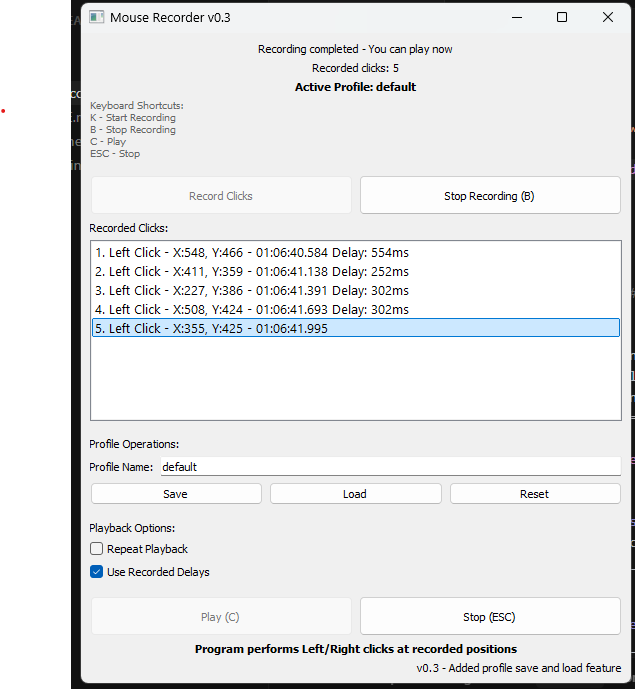 Mouse Recorder v0.3
Recording completed - You can play now
Recorded clicks: 5
Active Profile: default
Keyboard Shortcuts:
K - Start Recording
B - Stop Recording
C - Play
ESC - Stop
Record Clicks
Stop Recording (B)
Recorded Clicks:
1. Left Click - X:548, Y:466 - 01:06:40.584 Delay: 554ms
2. Left Click - X:411, Y:359 - 01:06:41.138 Delay: 252ms
3. Left Click - X:227, Y:386 - 01:06:41.391 Delay: 302ms
4. Left Click - X:508, Y:424 - 01:06:41.693 Delay: 302ms
5. Left Click - X:355, Y:425 - 01:06:41.995
Profile Operations:
Profile Name: default
Save
Load
Reset
Playback Options:
Repeat Playback
Use Recorded Delays
Play (C)
Stop (ESC)
Program performs Left/Right clicks at recorded positions
v0.3 - Added profile save and load feature